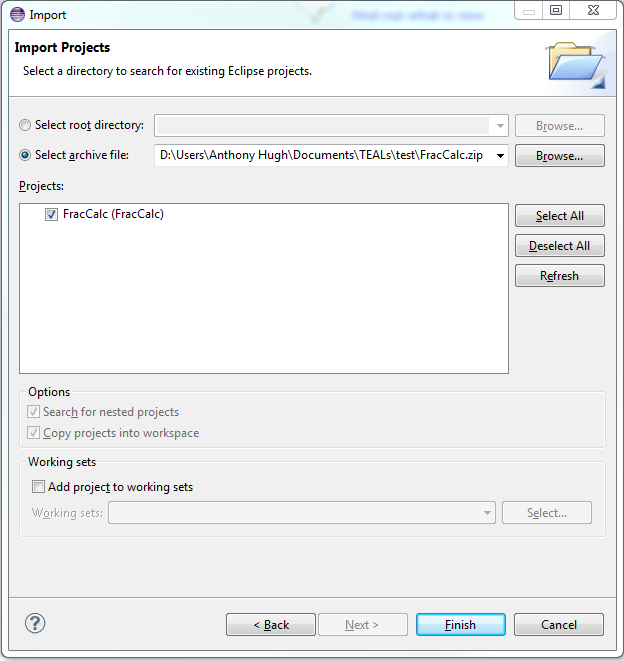 Import
Import Projects
Select a directory to search for existing Eclipse projects.
Select root directory:
Browse...
Select archive file:
D:\Users\Anthony Hugh\Documents\TEALs\test\FracCalc.zip
Browse...
Projects:
FracCalc (FracCalc)
Select All
Deselect All
Refresh
Options
Search for nested projects
Copy projects into workspace
Working sets
Add project to working sets
Working sets:
Select...
?
< Back
Next >
Finish
Cancel